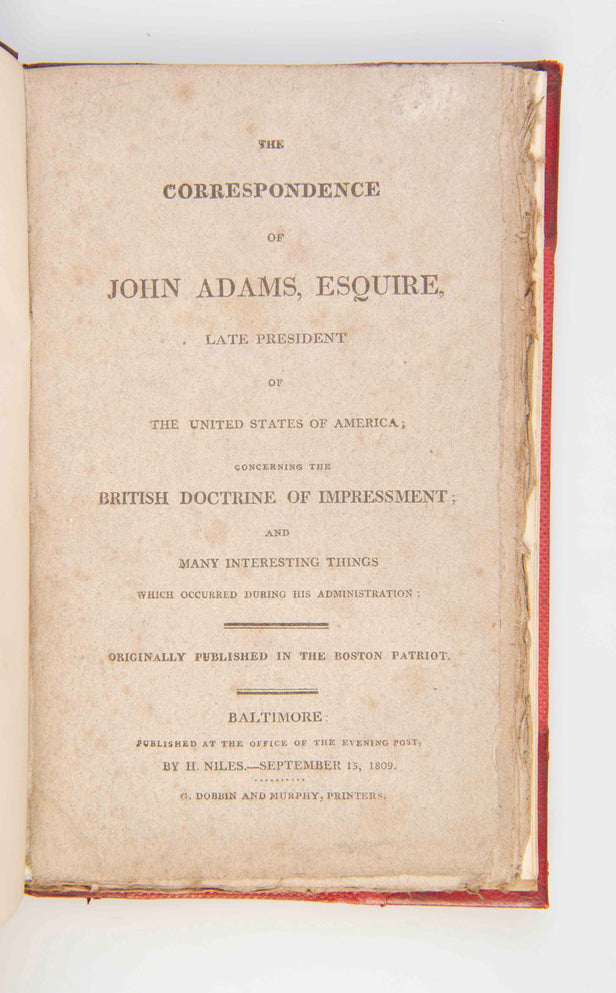 THE
CORRESPONDENCE
OF
JOHN ADAMS, ESQUIRE,
LATE PRESIDENT
OF
THE UNITED STATES OF AMERICA;
CONCERNING THE
BRITISH DOCTRINE OF IMPRESSMENT;
AND
MANY INTERESTING THINGS
WHICH OCCURRED DURING HIS ADMINISTRATION:
ORIGINALLY PUBLISHED IN THE BOSTON PATRIOT.
BALTIMORE:
PUBLISHED AT THE OFFICE OF THE EVENING POST,
BY H. NILES.—SEPTEMBER 15, 1809.
G. DOBBIN AND MURPHY, PRINTERS.